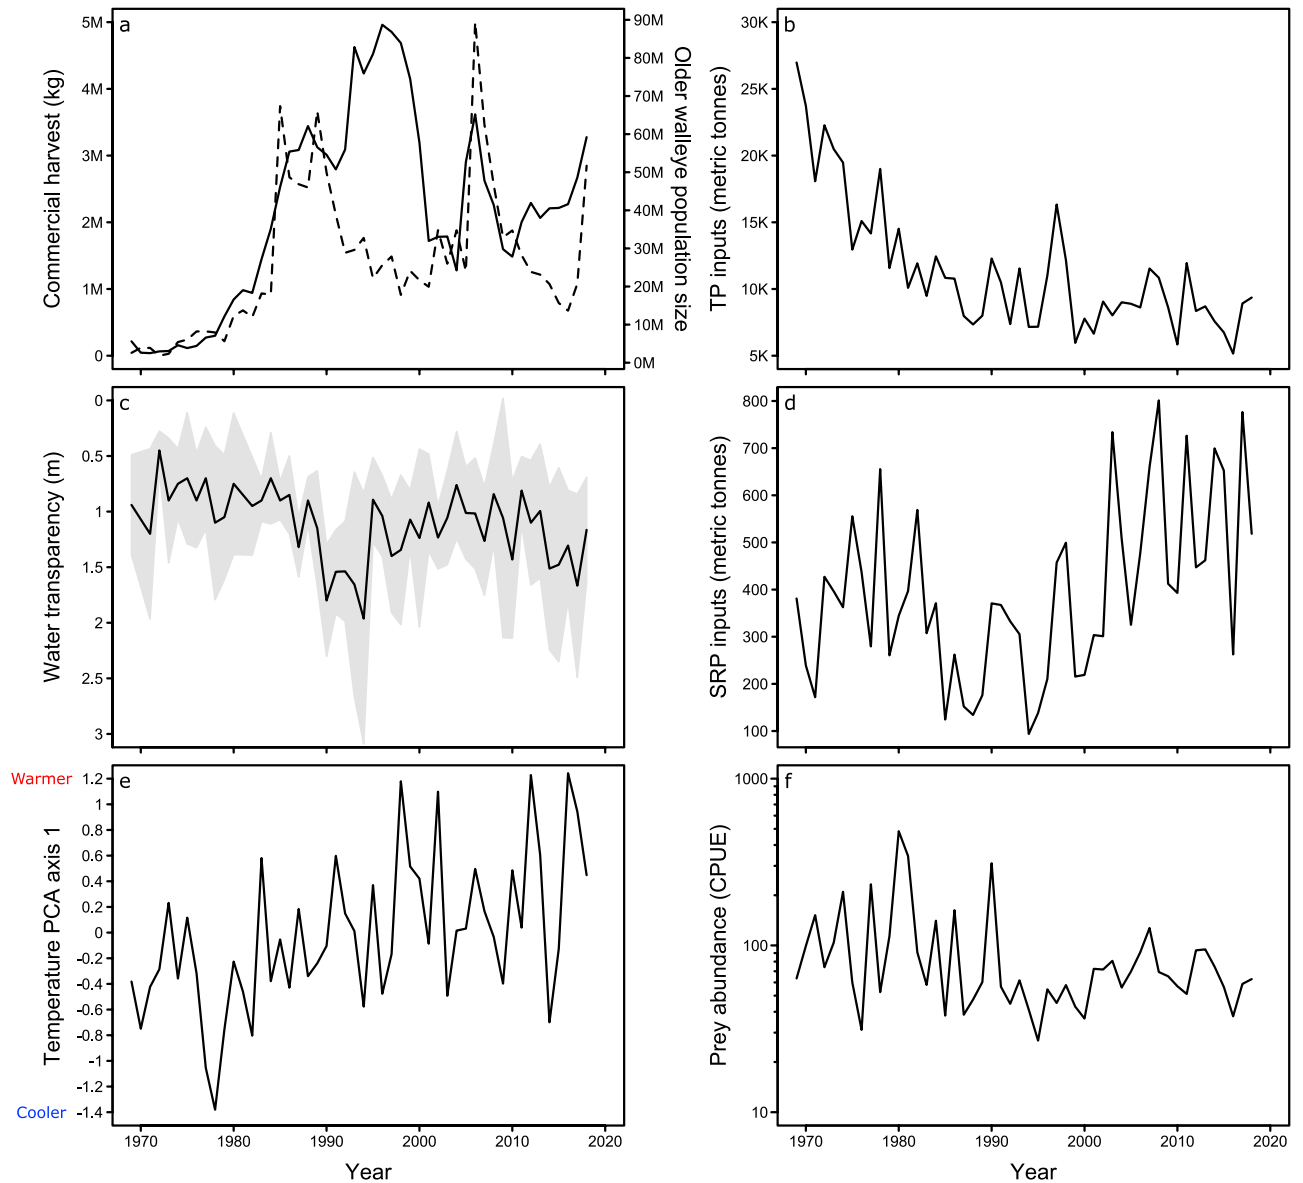 a
5M
4M
3M
2M
1M
0
Commercial harvest (kg)
90M
80M
70M
60M
50M
40M
30M
20M
10M
0M
Older walleye population size
b
30K
25K
20K
15K
10K
5K
TP inputs (metric tonnes)
c
0
0.5
1
1.5
2
2.5
3
Water transparency (m)
d
800
700
600
500
400
300
200
100
SRP inputs (metric tonnes)
e
Warmer
Cooler
1.2
1
0.8
0.6
0.4
0.2
0
-0.2
-0.4
-0.6
-0.8
-1
-1.2
-1.4
Temperature PCA axis 1
1970 1980 1990 2000 2010 2020
Year
f
1000
100
10
Prey abundance (CPUE)
1970 1980 1990 2000 2010 2020
Year